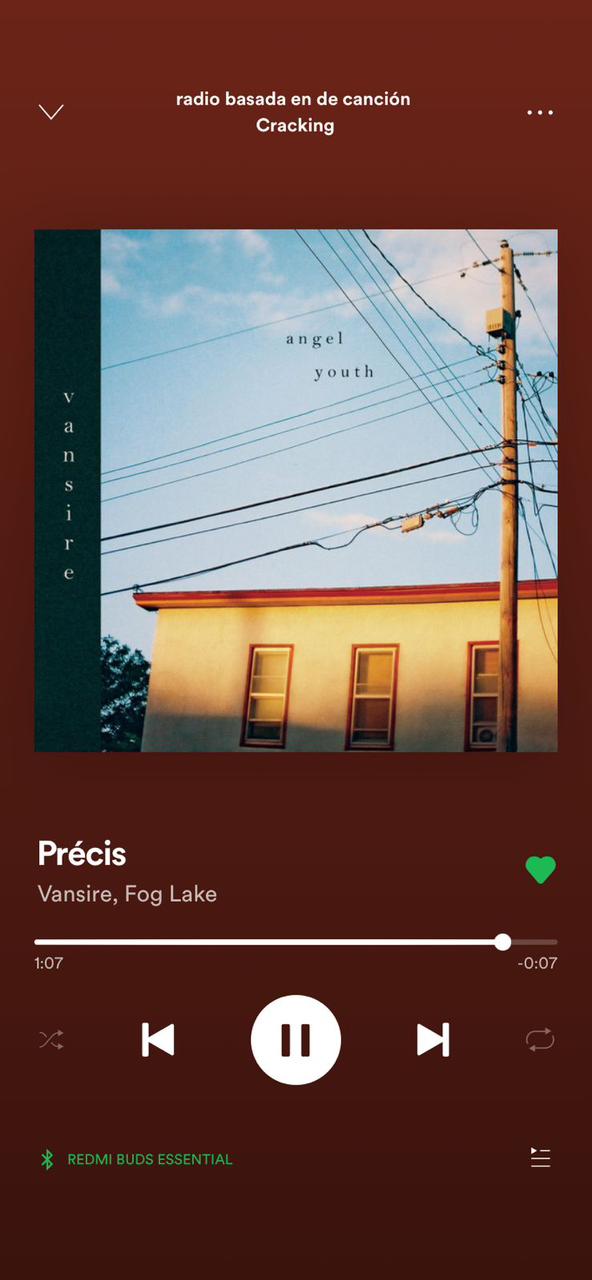 radio basada en de canción
Cracking
angel
youth
vansire
Précis
Vansire, Fog Lake
1:07
-0:07
REDMI BUDS ESSENTIAL